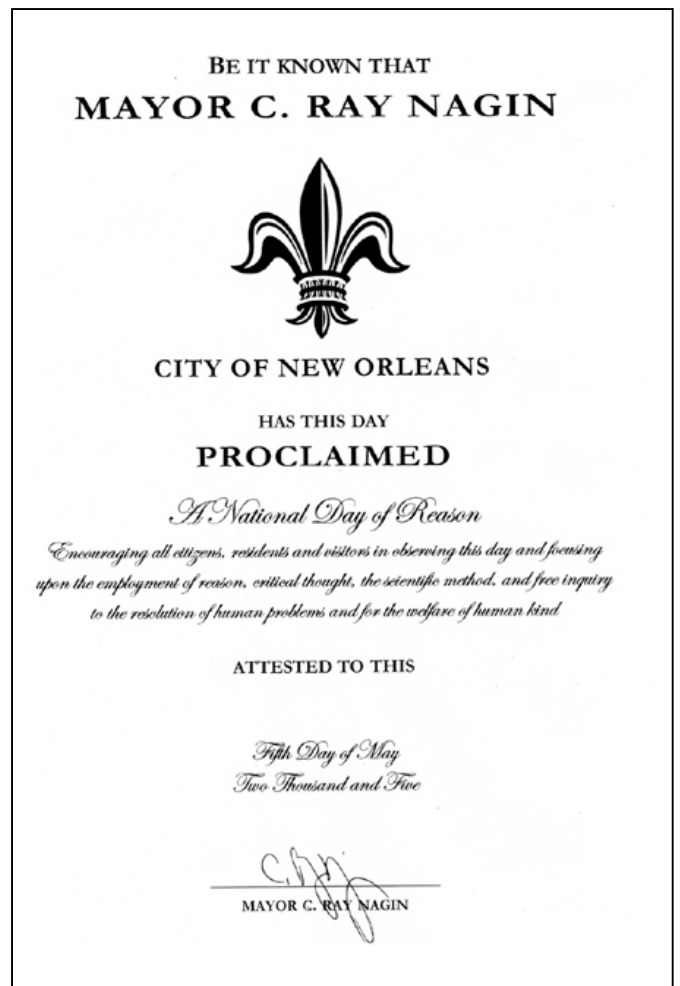 BE IT KNOWN THAT
MAYOR C. RAY NAGIN
CITY OF NEW ORLEANS
HAS THIS DAY
PROCLAIMED
A National Day of Reason
Encouraging all citizens, residents and visitors in observing this day and focusing
upon the employment of reason, critical thought, the scientific method, and free inquiry
to the resolution of human problems and for the welfare of human kind
ATTESTED TO THIS
Fifth Day of May
Two Thousand and Five
MAYOR C. RAY NAGIN